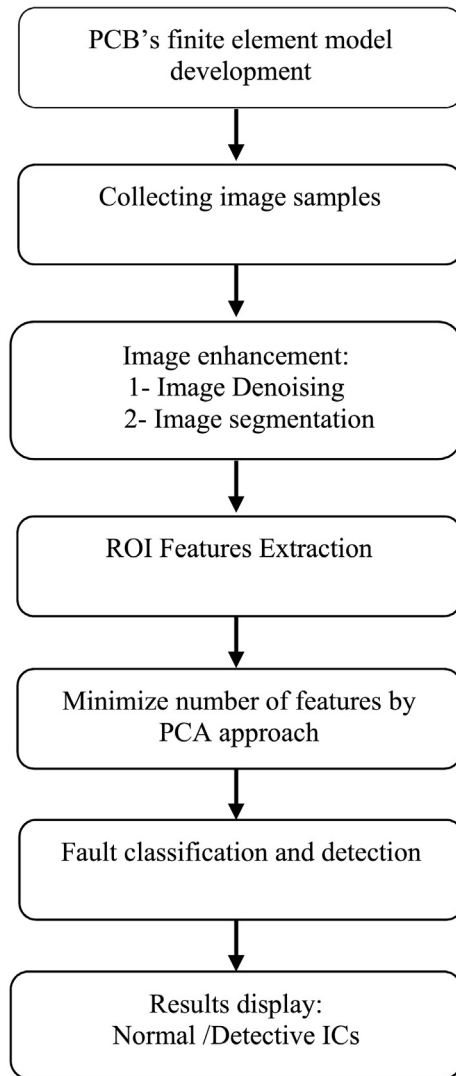 PCB’s finite element model
development
Collecting image samples
Image enhancement:
1- Image Denoising
2- Image segmentation
ROI Features Extraction
Minimize number of features by
PCA approach
Fault classification and detection
Results display:
Normal /Detective ICs